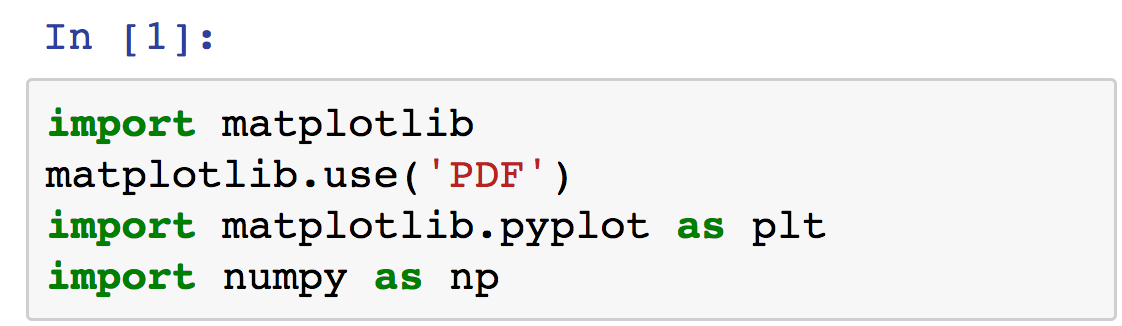 In [1]:
import matplotlib
matplotlib.use('PDF')
import matplotlib.pyplot as plt
import numpy as np